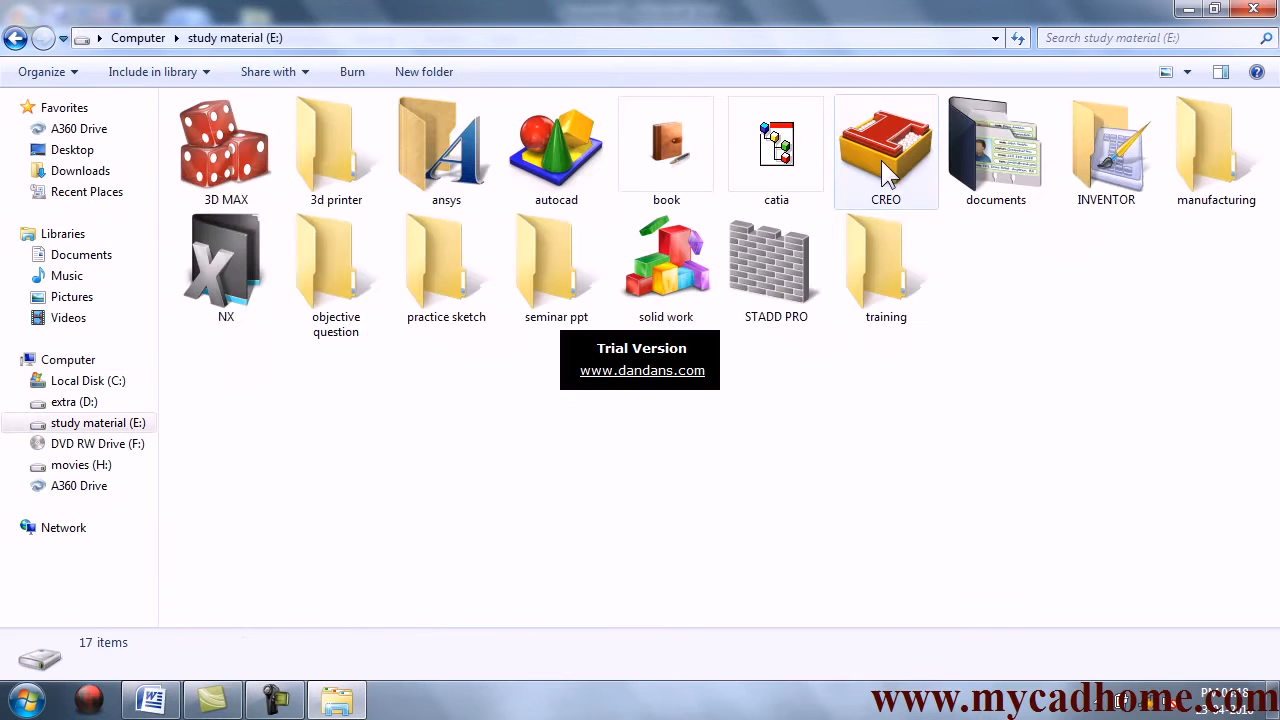 Computer study material (E:)
Search study material (E:)
Organize Include in library Share with Burn New folder
Favorites
A360 Drive
Desktop
Downloads
Recent Places
Libraries
Documents
Music
Pictures
Videos
Computer
Local Disk (C:)
extra (D:)
study material (E:)
DVD RW Drive (F:)
movies (H:)
A360 Drive
Network
3D MAX
3d printer
ansys
autocad
book
catia
CREO
documents
INVENTOR
manufacturing
NX
objective
question
practice sketch
seminar ppt
solid work
STADD PRO
training
Trial Version
www.dandans.com
17 items
www.mycadhome.com